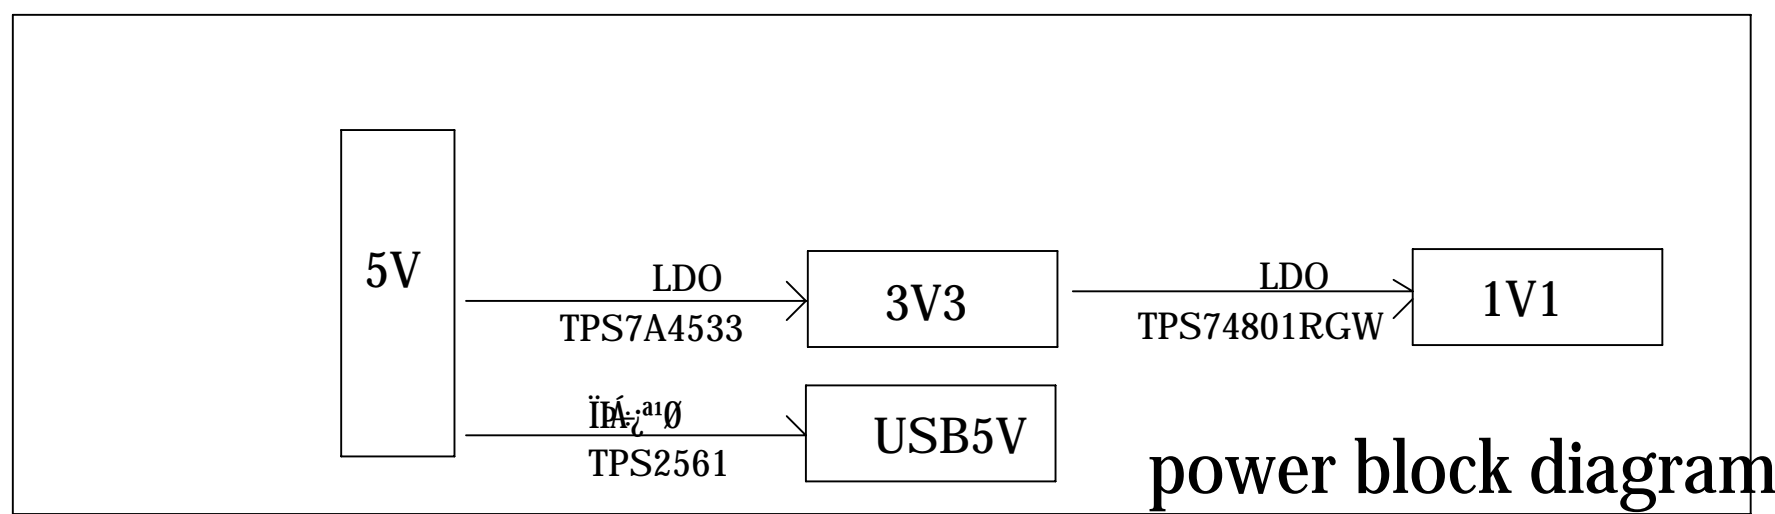 5V
LDO
TPS7A4533
3V3
LDO
TPS74801RGW
1V1
TPS2561
USB5V
power block diagram